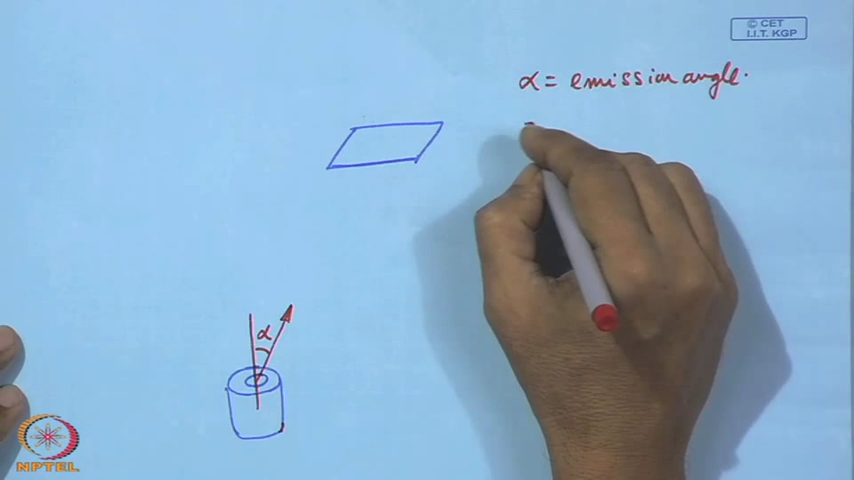 © CET
I.I.T. KGP
α = emission angle.
α
NPTEL